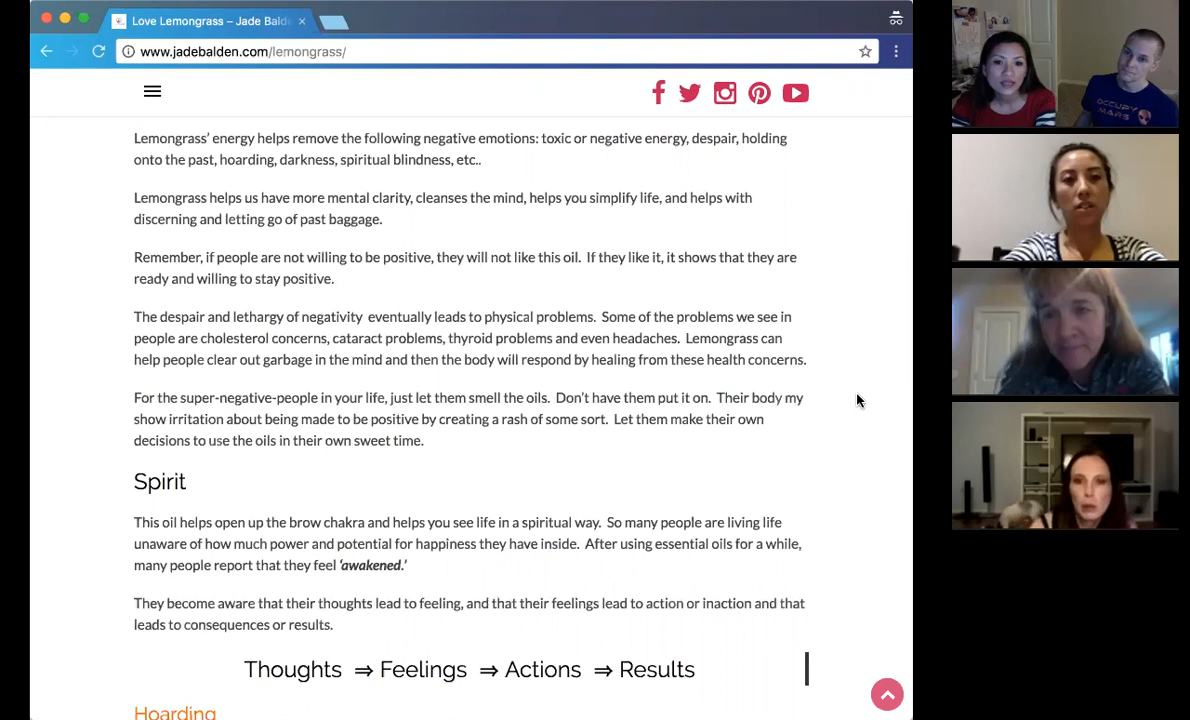 Love Lemongrass – Jade Bald
www.jadebalden.com/lemongrass/
Lemongrass’ energy helps remove the following negative emotions: toxic or negative energy, despair, holding
onto the past, hoarding, darkness, spiritual blindness, etc..
Lemongrass helps us have more mental clarity, cleanses the mind, helps you simplify life, and helps with
discerning and letting go of past baggage.
Remember, if people are not willing to be positive, they will not like this oil. If they like it, it shows that they are
ready and willing to stay positive.
The despair and lethargy of negativity eventually leads to physical problems. Some of the problems we see in
people are cholesterol concerns, cataract problems, thyroid problems and even headaches. Lemongrass can
help people clear out garbage in the mind and then the body will respond by healing from these health concerns.
For the super-negative-people in your life, just let them smell the oils. Don’t have them put it on. Their body my
show irritation about being made to be positive by creating a rash of some sort. Let them make their own
decisions to use the oils in their own sweet time.
Spirit
This oil helps open up the brow chakra and helps you see life in a spiritual way. So many people are living life
unaware of how much power and potential for happiness they have inside. After using essential oils for a while,
many people report that they feel ‘awakened.’
They become aware that their thoughts lead to feeling, and that their feelings lead to action or inaction and that
leads to consequences or results.
Thoughts ⇒ Feelings ⇒ Actions ⇒ Results
Hoarding
OCCUPY
MARS